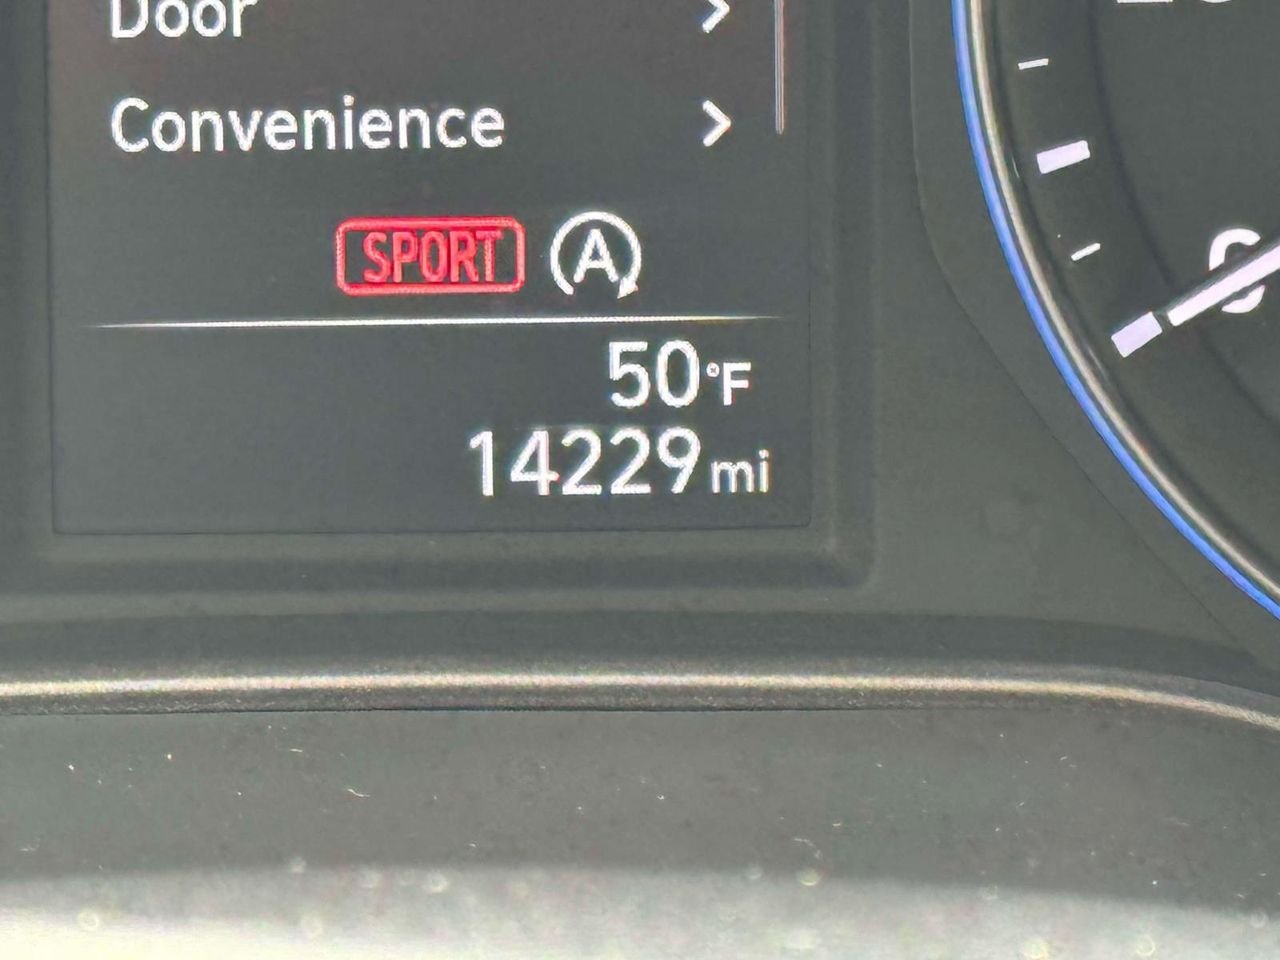 Door
Convenience
SPORT A
50°F
14229 mi